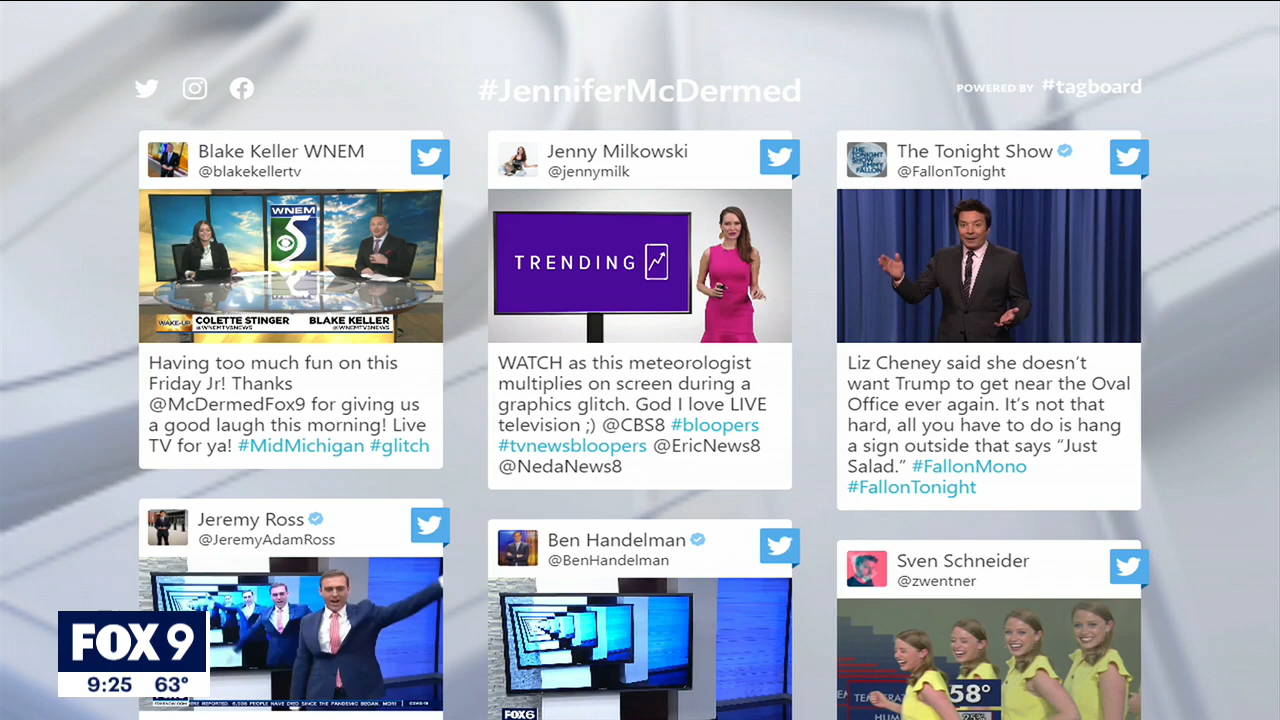 #JenniferMcDermed
POWERED BY #tagboard
Blake Keller WNEM
@blakekellertv
WNEM
5
WAKE-UP
COLETTE STINGER
@WNEMTV5NEWS
BLAKE KELLER
@WNEMTV5NEWS
Having too much fun on this
Friday Jr! Thanks
@McDermedFox9 for giving us
a good laugh this morning! Live
TV for ya! #MidMichigan #glitch
Jenny Milkowski
@jennymilk
TRENDING
WATCH as this meteorologist
multiplies on screen during a
graphics glitch. God I love LIVE
television ;) @CBS8 #bloopers
#tvnewsbloopers @EricNews8
@NedaNews8
The Tonight Show
@FallonTonight
Liz Cheney said she doesn’t
want Trump to get near the Oval
Office ever again. It’s not that
hard, all you have to do is hang
a sign outside that says “Just
Salad.” #FallonMono
#FallonTonight
Jeremy Ross
@JeremyAdamRoss
Ben Handelman
@BenHandelman
FOX6
Sven Schneider
@zwentner
58°
FOX 9
9:25 63°